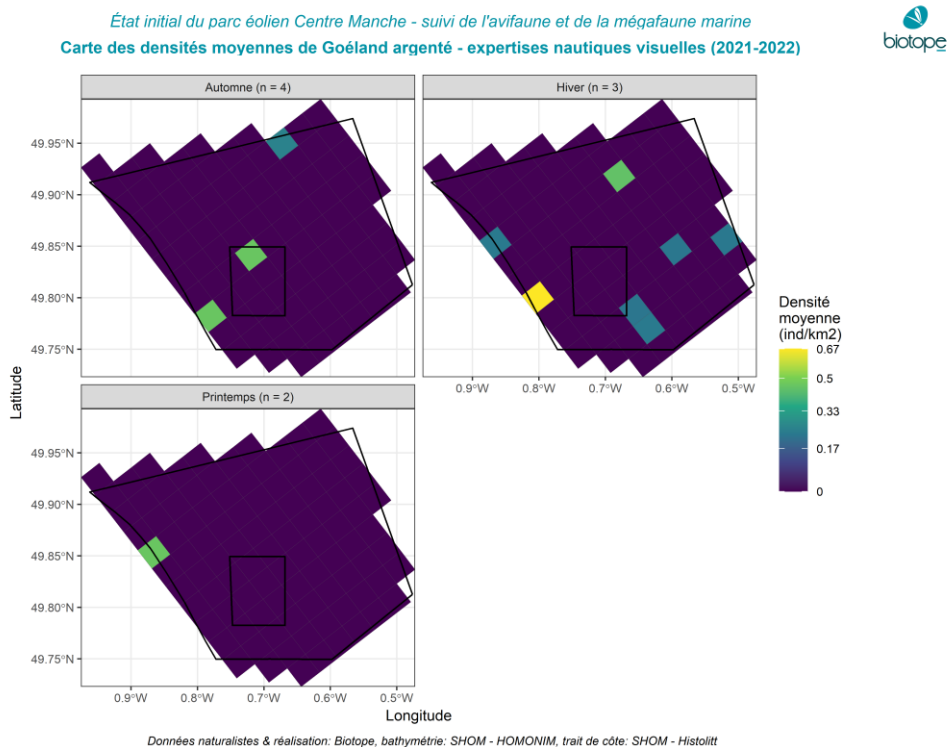 État initial du parc éolien Centre Manche - suivi de l'avifaune et de la mégafaune marine
Carte des densités moyennes de Goéland argenté - expertises nautiques visuelles (2021-2022)
biotope
Automne (n = 4)
Hiver (n = 3)
49.95°N
49.90°N
49.85°N
49.80°N
49.75°N
0.9°W
0.8°W
0.7°W
0.6°W
0.5°W
Printemps (n = 2)
49.95°N
49.90°N
49.85°N
49.80°N
49.75°N
0.9°W
0.8°W
0.7°W
0.6°W
0.5°W
Latitude
Longitude
Densité
moyenne
(ind/km2)
0.67
0.5
0.33
0.17
0
Données naturalistes & réalisation: Biotope, bathymétrie: SHOM - HOMONIM, trait de côte: SHOM - Histolitt